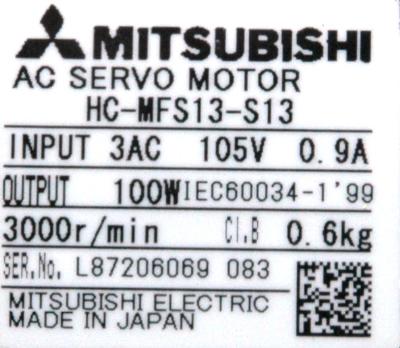 MITSUBISHI
AC SERVO MOTOR
HC-MFS13-S13
INPUT 3AC 105V 0.9A
OUTPUT 100W IEC60034-1'99
3000r/min CI.B 0.6kg
SER.No. L87206069 083
MITSUBISHI ELECTRIC
MADE IN JAPAN